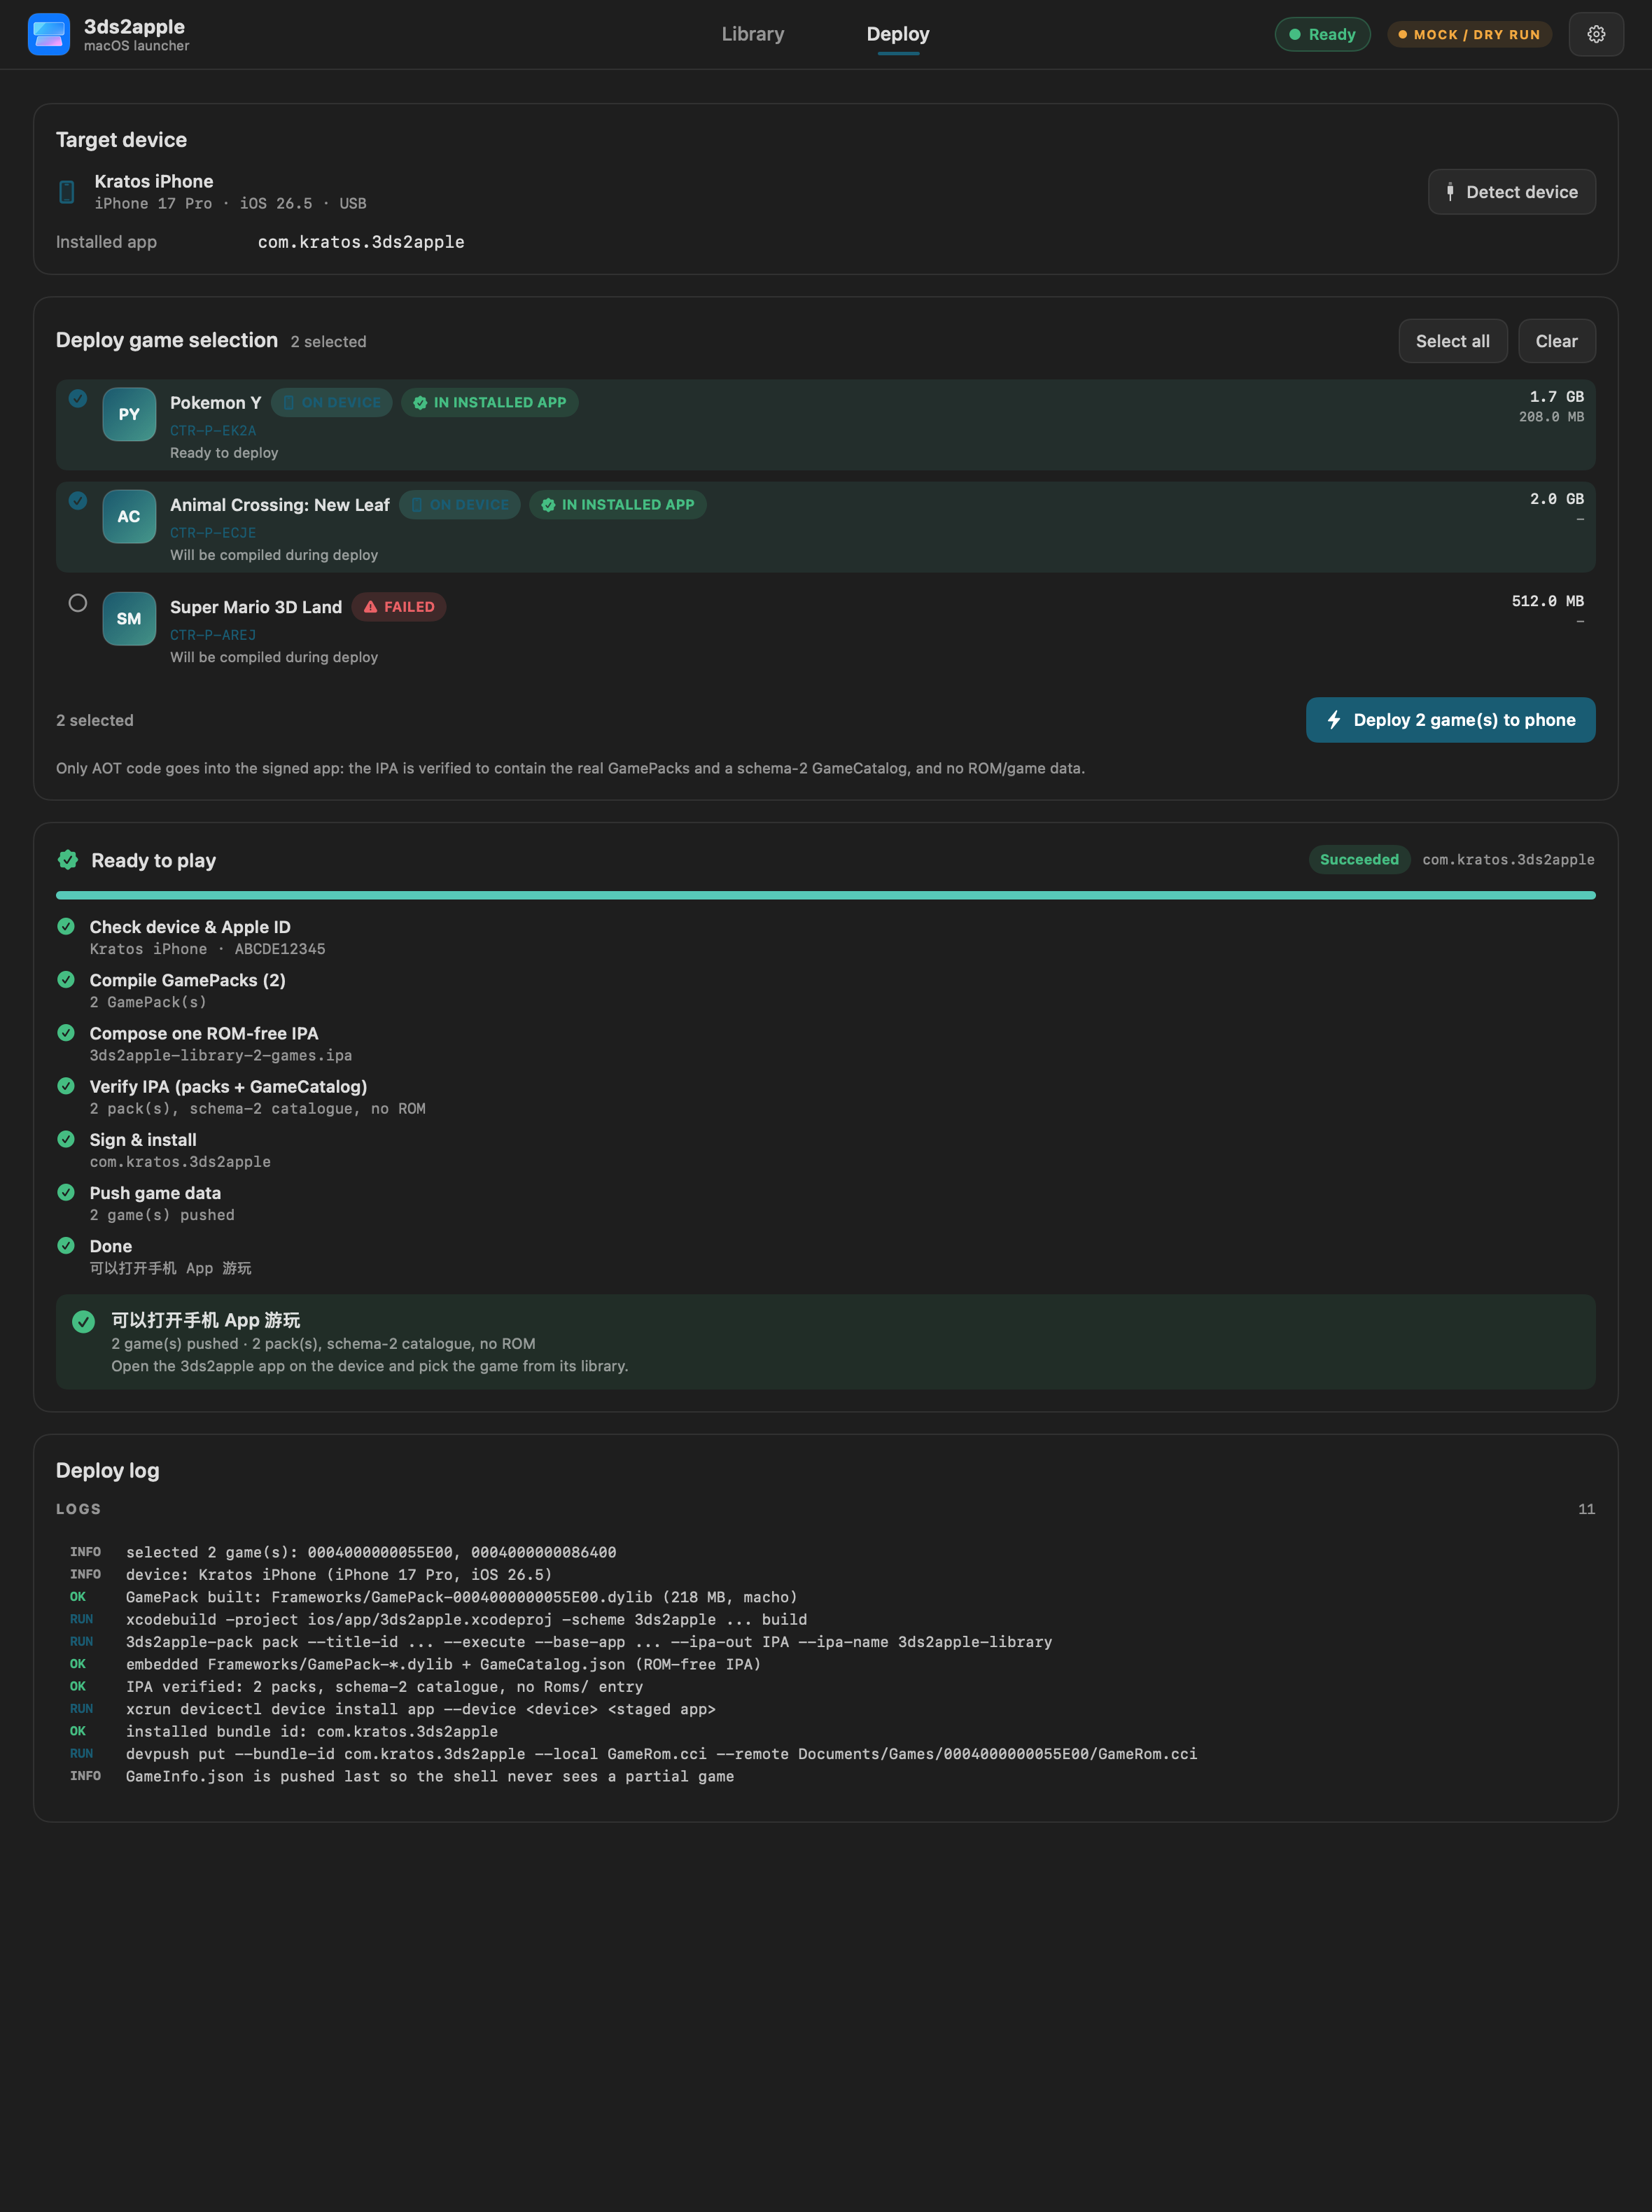 3ds2apple
macOS launcher
Library
Deploy
Ready
MOCK / DRY RUN
Target device
Kratos iPhone
iPhone 17 Pro · iOS 26.5 · USB
Detect device
Installed app
com.kratos.3ds2apple
Deploy game selection
2 selected
Select all
Clear
PY
Pokemon Y
ON DEVICE
IN INSTALLED APP
1.7 GB
208.0 MB
CTR-P-EK2A
Ready to deploy
AC
Animal Crossing: New Leaf
ON DEVICE
IN INSTALLED APP
2.0 GB
–
CTR-P-ECJE
Will be compiled during deploy
SM
Super Mario 3D Land
FAILED
512.0 MB
–
CTR-P-AREJ
Will be compiled during deploy
2 selected
Deploy 2 game(s) to phone
Only AOT code goes into the signed app: the IPA is verified to contain the real GamePacks and a schema-2 GameCatalog, and no ROM/game data.
Ready to play
Succeeded
com.kratos.3ds2apple
Check device & Apple ID
Kratos iPhone · ABCDE12345
Compile GamePacks (2)
2 GamePack(s)
Compose one ROM-free IPA
3ds2apple-library-2-games.ipa
Verify IPA (packs + GameCatalog)
2 pack(s), schema-2 catalogue, no ROM
Sign & install
com.kratos.3ds2apple
Push game data
2 game(s) pushed
Done
可以打开手机 App 游玩
可以打开手机 App 游玩
2 game(s) pushed · 2 pack(s), schema-2 catalogue, no ROM
Open the 3ds2apple app on the device and pick the game from its library.
Deploy log
LOGS
11
INFO selected 2 game(s): 0004000000055E00, 0004000000086400
INFO device: Kratos iPhone (iPhone 17 Pro, iOS 26.5)
OK GamePack built: Frameworks/GamePack-0004000000055E00.dylib (218 MB, macho)
RUN xcodebuild -project ios/app/3ds2apple.xcodeproj -scheme 3ds2apple ... build
RUN 3ds2apple-pack pack --title-id ... --execute --base-app ... --ipa-out IPA --ipa-name 3ds2apple-library
OK embedded Frameworks/GamePack-*.dylib + GameCatalog.json (ROM-free IPA)
OK IPA verified: 2 packs, schema-2 catalogue, no Roms/ entry
RUN xcrun devicectl device install app --device <device> <staged app>
OK installed bundle id: com.kratos.3ds2apple
RUN devpush put --bundle-id com.kratos.3ds2apple --local GameRom.cci --remote Documents/Games/0004000000055E00/GameRom.cci
INFO GameInfo.json is pushed last so the shell never sees a partial game